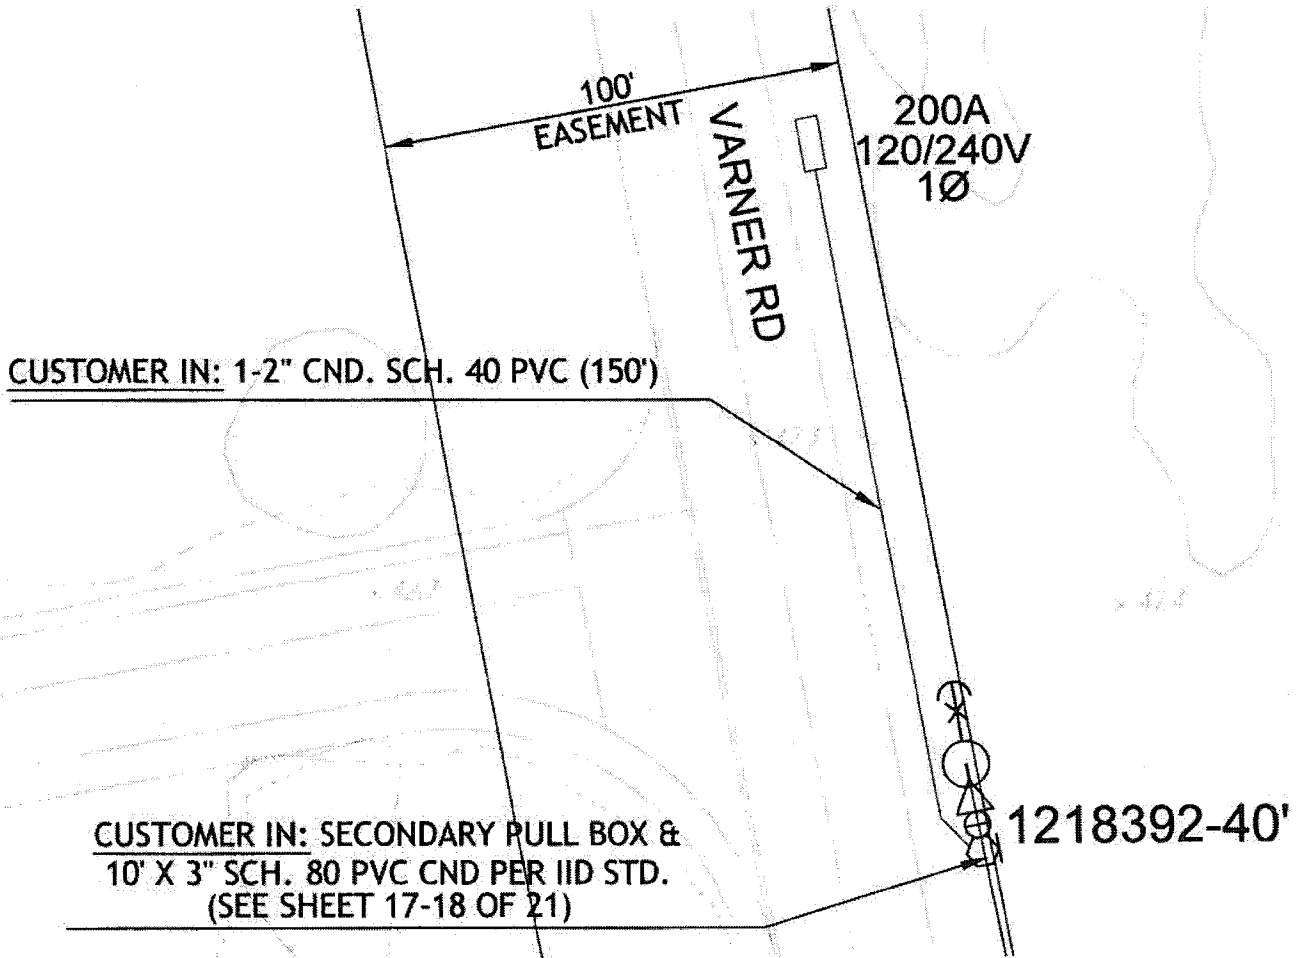 100'
EASEMENT
VARNER RD
200A
120/240V
1Ø
CUSTOMER IN: 1-2" CND. SCH. 40 PVC (150')
CUSTOMER IN: SECONDARY PULL BOX &
10' X 3" SCH. 80 PVC CND PER IID STD.
(SEE SHEET 17-18 OF 21)
1218392-40'